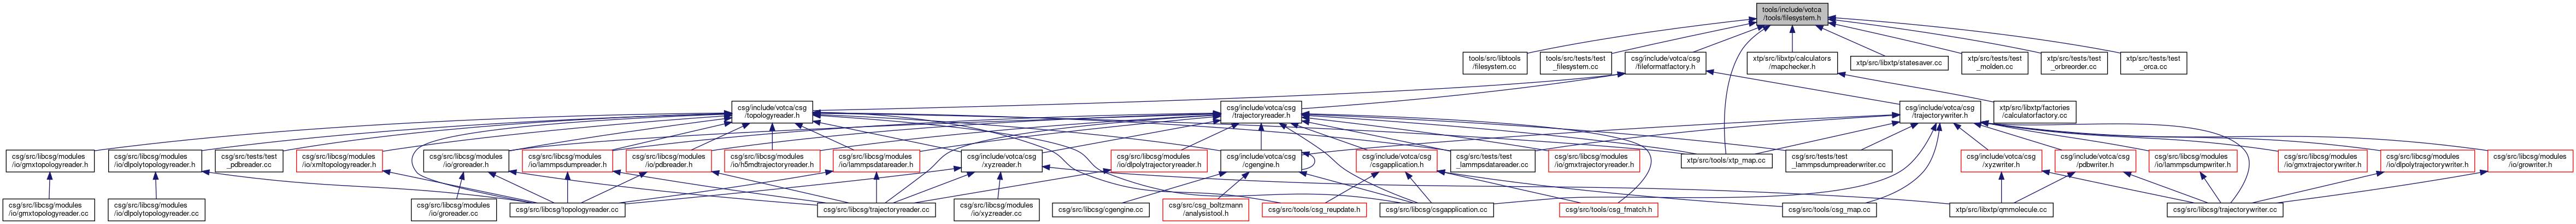 tools/include/votca
/tools/filesystem.h
tools/src/libtools
/filesystem.cc
tools/src/tests/test
_filesystem.cc
csg/include/votca/csg
/fileformatfactory.h
xtp/src/libxtp/calculators
/mapchecker.h
xtp/src/libxtp/statesaver.cc
xtp/src/tests/test
_molden.cc
xtp/src/tests/test
_orbreorder.cc
xtp/src/tests/test
_orca.cc
csg/include/votca/csg
/topologyreader.h
csg/include/votca/csg
/trajectoryreader.h
csg/include/votca/csg
/trajectorywriter.h
xtp/src/libxtp/factories
/calculatorfactory.cc
csg/src/libcsg/modules
/io/gmxtopologyreader.h
csg/src/libcsg/modules
/io/dlpolytopologyreader.h
csg/src/tests/test
_pdbreader.cc
csg/src/libcsg/modules
/io/xmltopologyreader.h
csg/src/libcsg/modules
/io/groreader.h
csg/src/libcsg/modules
/io/lammpsdumpreader.h
csg/src/libcsg/modules
/io/pdbreader.h
csg/src/libcsg/modules
/io/h5mdtrajectoryreader.h
csg/src/libcsg/modules
/io/lammpsdatareader.h
csg/include/votca/csg
/xyzreader.h
csg/src/libcsg/modules
/io/dlpolytrajectoryreader.h
csg/include/votca/csg
/cgengine.h
csg/include/votca/csg
/csgapplication.h
csg/src/tests/test
_lammpsdatareader.cc
csg/src/libcsg/modules
/io/gmxtrajectoryreader.h
xtp/src/tools/xtp_map.cc
csg/src/tests/test
_lammpsdumpreaderwriter.cc
csg/include/votca/csg
/xyzwriter.h
csg/include/votca/csg
/pdbwriter.h
csg/src/libcsg/modules
/io/lammpsdumpwriter.h
csg/src/libcsg/modules
/io/gmxtrajectorywriter.h
csg/src/libcsg/modules
/io/dlpolytrajectorywriter.h
csg/src/libcsg/modules
/io/growriter.h
csg/src/libcsg/modules
/io/gmxtopologyreader.cc
csg/src/libcsg/modules
/io/dlpolytopologyreader.cc
csg/src/libcsg/modules
/io/groreader.cc
csg/src/libcsg/topologyreader.cc
csg/src/libcsg/trajectoryreader.cc
csg/src/libcsg/modules
/io/xyzreader.cc
csg/src/libcsg/cgengine.cc
csg/src/csg_boltzmann
/analysistool.h
csg/src/tools/csg_reupdate.h
csg/src/libcsg/csgapplication.cc
csg/src/tools/csg_fmatch.h
csg/src/tools/csg_map.cc
xtp/src/libxtp/qmmolecule.cc
csg/src/libcsg/trajectorywriter.cc